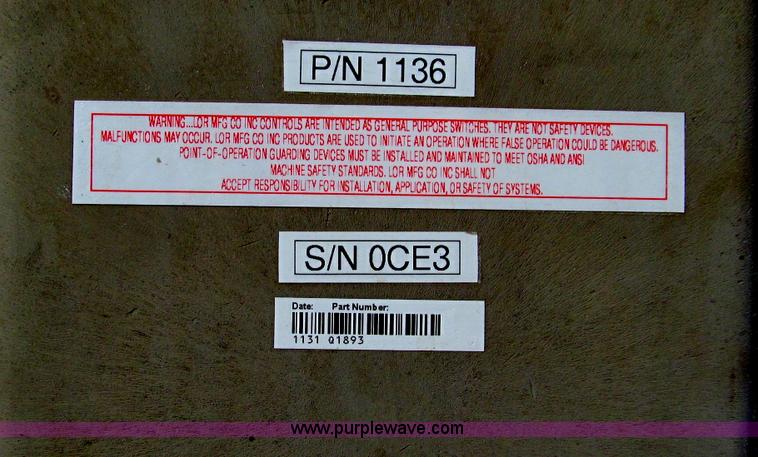 P/N 1136
WARNING...LOR MFG CO INC CONTROLS ARE INTENDED AS GENERAL PURPOSE SWITCHES. THEY ARE NOT SAFETY DEVICES.
MALFUNCTIONS MAY OCCUR. LOR MFG CO INC PRODUCTS ARE USED TO INITIATE AN OPERATION WHERE FALSE OPERATION COULD BE DANGEROUS.
POINT-OF-OPERATION GUARDING DEVICES MUST BE INSTALLED AND MAINTAINED TO MEET OSHA AND ANSI
MACHINE SAFETY STANDARDS. LOR MFG CO INC SHALL NOT
ACCEPT RESPONSIBILITY FOR INSTALLATION, APPLICATION, OR SAFETY OF SYSTEMS.
S/N 0CE3
Date: Part Number:
1131 Q1893
www.purplewave.com